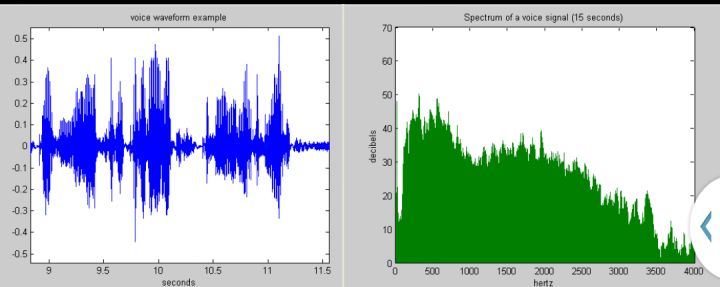 voice waveform example
0.5
0.4
0.3
0.2
0.1
0
-0.1
-0.2
-0.3
-0.4
-0.5
9 9.5 10 10.5 11 11.5
seconds
Spectrum of a voice signal (15 seconds)
70
60
50
40
30
20
10
0
decibels
0 500 1000 1500 2000 2500 3000 3500 4000
hertz